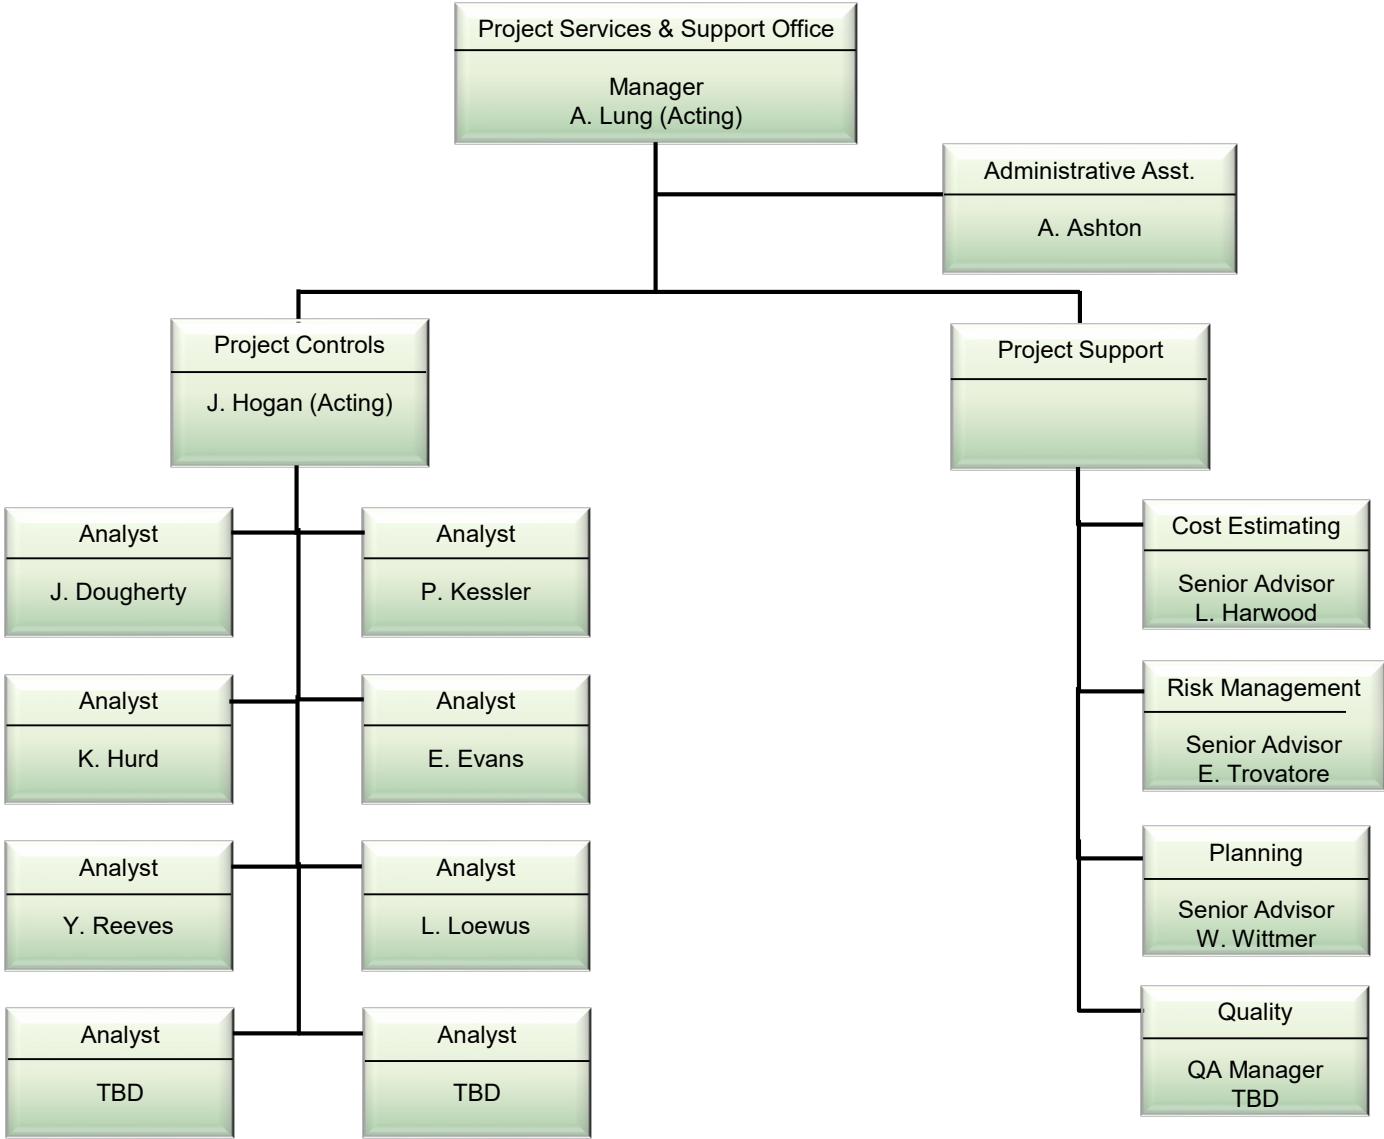 Project Services & Support Office
Manager
A. Lung (Acting)
Administrative Asst.
A. Ashton
Project Controls
J. Hogan (Acting)
Project Support
Analyst
J. Dougherty
Analyst
P. Kessler
Analyst
K. Hurd
Analyst
E. Evans
Analyst
Y. Reeves
Analyst
L. Loewus
Analyst
TBD
Analyst
TBD
Cost Estimating
Senior Advisor
L. Harwood
Risk Management
Senior Advisor
E. Trovatore
Planning
Senior Advisor
W. Wittmer
Quality
QA Manager
TBD